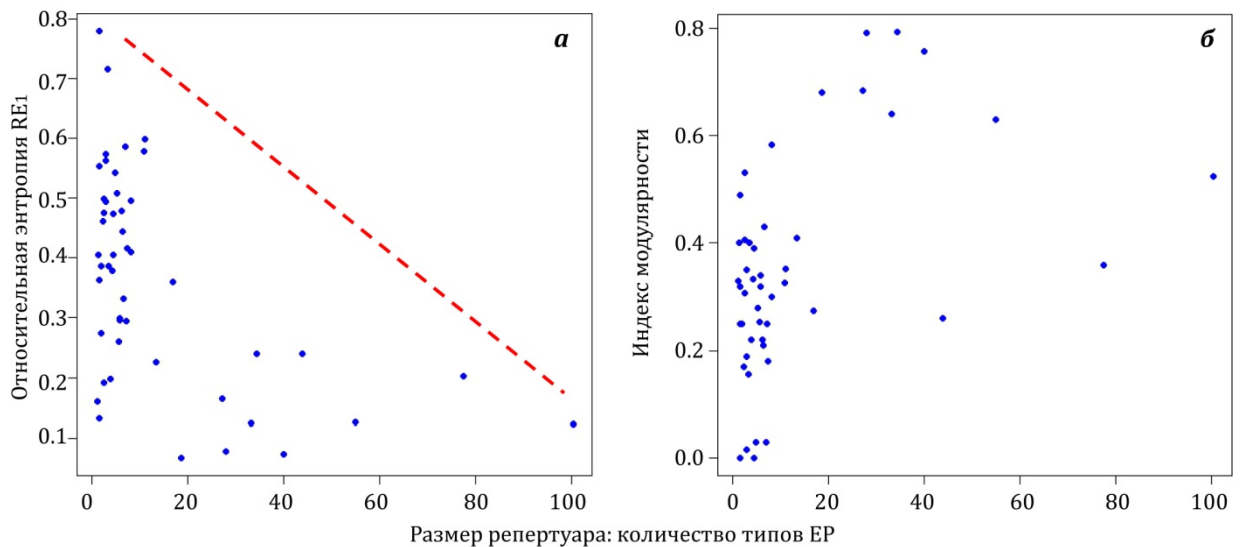 а
Относительная энтропия RE1
0.8
0.7
0.6
0.5
0.4
0.3
0.2
0.1
0 20 40 60 80 100
б
Индекс модулярности
0.8
0.6
0.4
0.2
0.0
0 20 40 60 80 100
Размер репертуара: количество типов EP